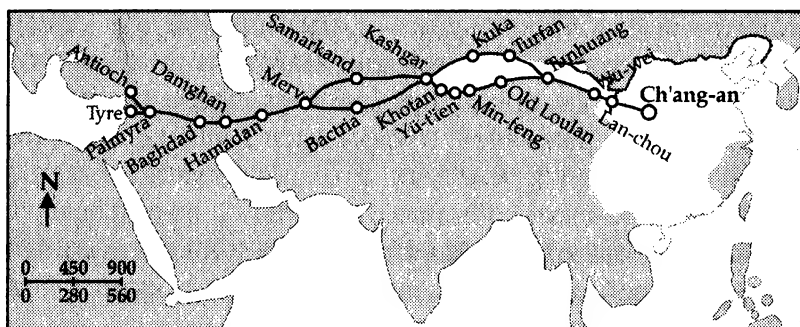 Antioch
Tyre
Palmyra
Damghan
Baghdad
Hamadan
Merv
Samarkand
Bactria
Kashgar
Khotan
Yü-t'ien
Min-feng
Kuka
Turfan
Old Loulan
Tunhuang
Wu-wei
Lan-chou
Ch'ang-an
N
0 450 900
0 280 560